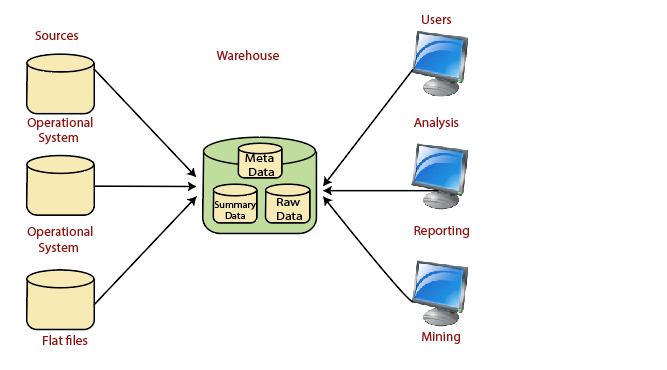 Sources
Warehouse
Users
Operational
System
Operational
System
Flat files
Meta
Data
Summary
Data
Raw
Data
Analysis
Reporting
Mining